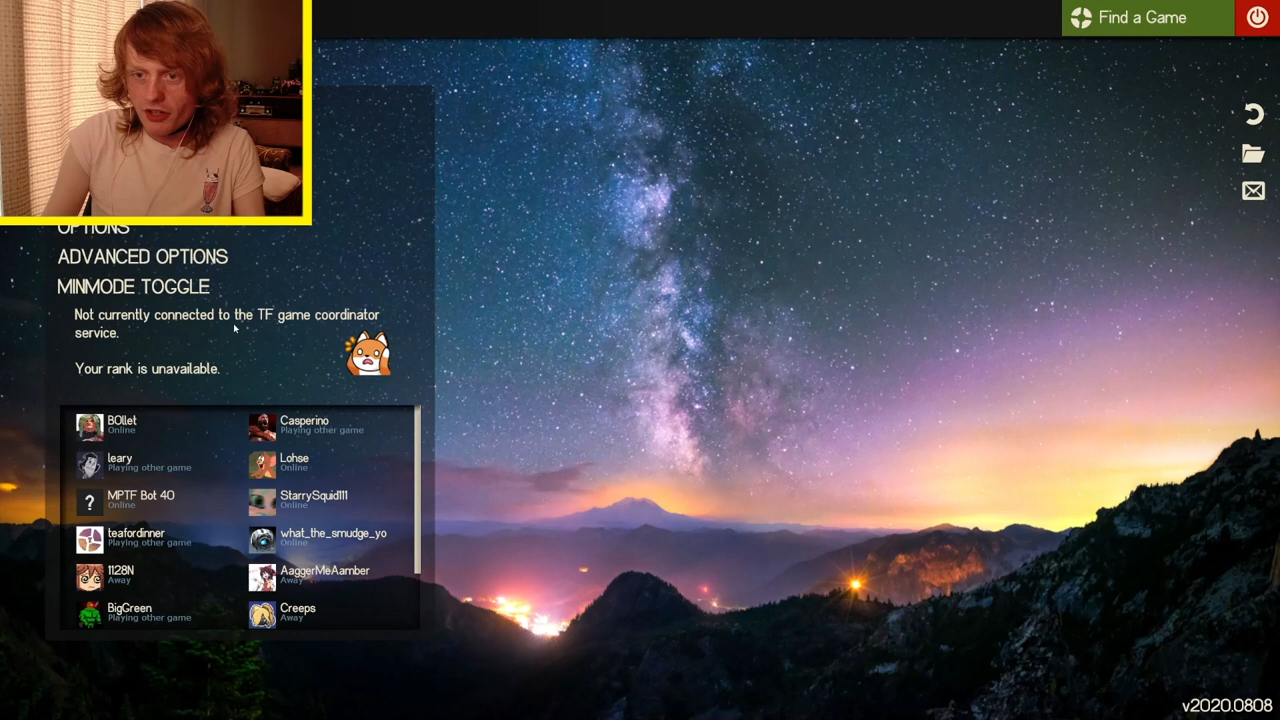 Find a Game
OPTIONS
ADVANCED OPTIONS
MINMODE TOGGLE
Not currently connected to the TF game coordinator
service.
Your rank is unavailable.
BOllet
Online
Casperino
Playing other game
leary
Playing other game
Lohse
Online
?
MPTF Bot 40
Online
StarrySquid111
Online
teafordinner
Playing other game
what_the_smudge_yo
Online
1128N
Away
AaggerMeAamber
Away
BigGreen
Playing other game
Creeps
Away
v2020.0808